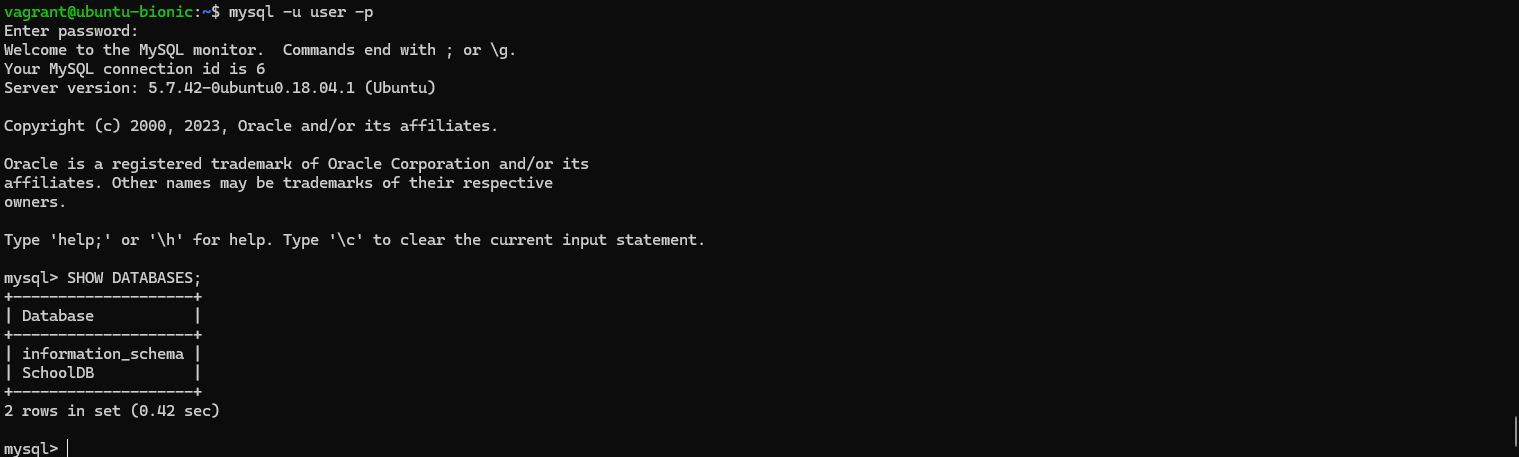 vagrant@ubuntu-bionic:~$ mysql -u user -p
Enter password:
Welcome to the MySQL monitor.  Commands end with ; or \g.
Your MySQL connection id is 6
Server version: 5.7.42-0ubuntu0.18.04.1 (Ubuntu)
Copyright (c) 2000, 2023, Oracle and/or its affiliates.
Oracle is a registered trademark of Oracle Corporation and/or its
affiliates. Other names may be trademarks of their respective
owners.
Type 'help;' or '\h' for help. Type '\c' to clear the current input statement.
mysql> SHOW DATABASES;
+--------------------+
| Database           |
+--------------------+
| information_schema |
| SchoolDB           |
+--------------------+
2 rows in set (0.42 sec)
mysql>